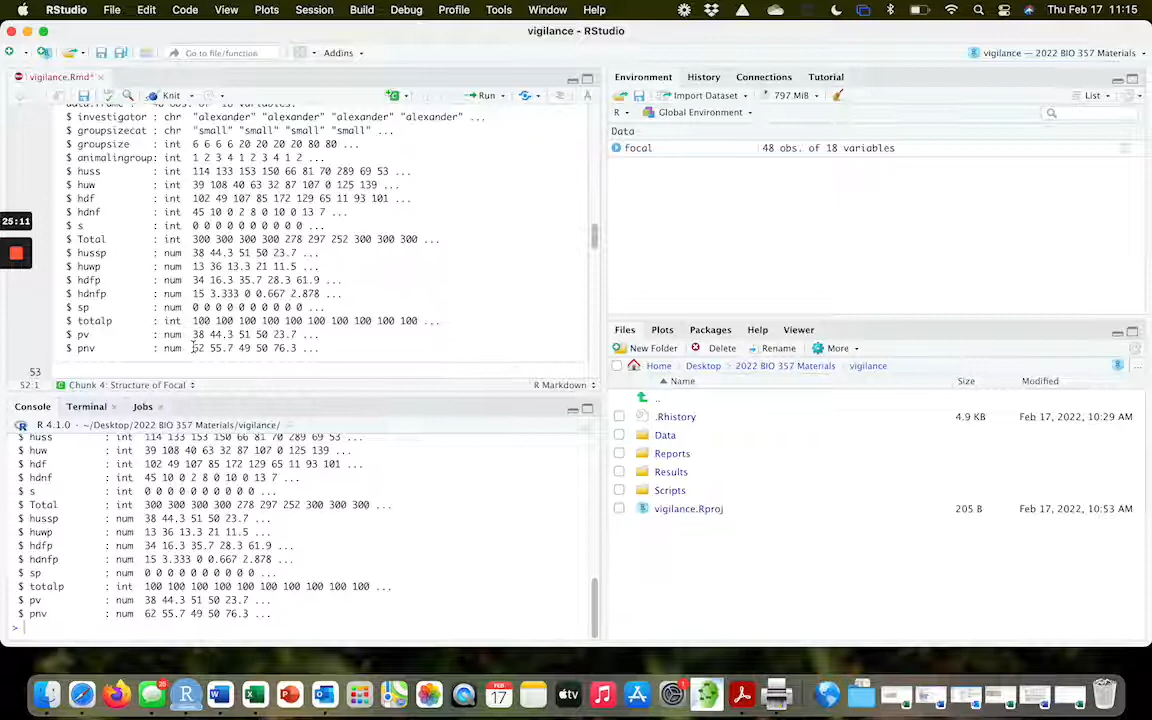 RStudio File Edit Code View Plots Session Build Debug Profile Tools Window Help Thu Feb 17 11:15
vigilance - RStudio
Go to file/function Addins vigilance — 2022 BIO 357 Materials
vigilance.Rmd*
Knit Run
data.frame': 48 obs. of 18 variables:
$ investigator : chr "alexander" "alexander" "alexander" "alexander" ...
$ groupsizecat : chr "small" "small" "small" "small" ...
$ groupsize : int 6 6 6 6 20 20 20 20 80 80 ...
$ animalingroup: int 1 2 3 4 1 2 3 4 1 2 ...
$ huss : int 114 133 153 150 66 81 70 289 69 53 ...
$ huw : int 39 108 40 63 32 87 107 0 125 139 ...
$ hdf : int 102 49 107 85 172 129 65 11 93 101 ...
$ hdnf : int 45 10 0 2 8 0 10 0 13 7 ...
$ s : int 0 0 0 0 0 0 0 0 0 0 ...
$ Total : int 300 300 300 300 278 297 252 300 300 300 ...
$ hussp : num 38 44.3 51 50 23.7 ...
$ huwp : num 13 36 13.3 21 11.5 ...
$ hdfp : num 34 16.3 35.7 28.3 61.9 ...
$ hdnfp : num 15 3.333 0 0.667 2.878 ...
$ sp : num 0 0 0 0 0 0 0 0 0 0 ...
$ totalp : int 100 100 100 100 100 100 100 100 100 100 ...
$ pv : num 38 44.3 51 50 23.7 ...
$ pnv : num 62 55.7 49 50 76.3 ...
53
52:1 Chunk 4: Structure of Focal R Markdown
25:11
Console Terminal Jobs
R 4.1.0 · ~/Desktop/2022 BIO 357 Materials/vigilance/
$ huss : int 114 133 153 150 66 81 70 289 69 53 ...
$ huw : int 39 108 40 63 32 87 107 0 125 139 ...
$ hdf : int 102 49 107 85 172 129 65 11 93 101 ...
$ hdnf : int 45 10 0 2 8 0 10 0 13 7 ...
$ s : int 0 0 0 0 0 0 0 0 0 0 ...
$ Total : int 300 300 300 300 278 297 252 300 300 300 ...
$ hussp : num 38 44.3 51 50 23.7 ...
$ huwp : num 13 36 13.3 21 11.5 ...
$ hdfp : num 34 16.3 35.7 28.3 61.9 ...
$ hdnfp : num 15 3.333 0 0.667 2.878 ...
$ sp : num 0 0 0 0 0 0 0 0 0 0 ...
$ totalp : int 100 100 100 100 100 100 100 100 100 100 ...
$ pv : num 38 44.3 51 50 23.7 ...
$ pnv : num 62 55.7 49 50 76.3 ...
>
Environment History Connections Tutorial
Import Dataset 797 MiB List
R Global Environment
Data
focal 48 obs. of 18 variables
Files Plots Packages Help Viewer
New Folder Delete Rename More
Home Desktop 2022 BIO 357 Materials vigilance
Name Size Modified
..
.Rhistory 4.9 KB Feb 17, 2022, 10:29 AM
Data
Reports
Results
Scripts
vigilance.Rproj 205 B Feb 17, 2022, 10:53 AM
FEB
17
tv